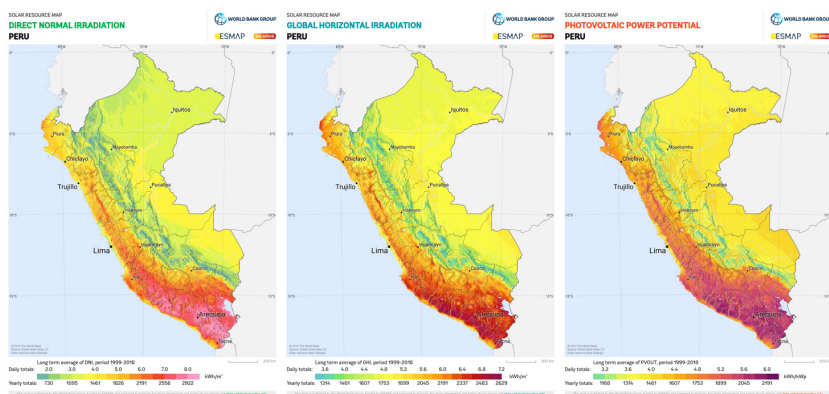 SOLAR RESOURCE MAP
DIRECT NORMAL IRRADIATION
PERU
WORLD BANK GROUP
ESMAP
SOLARGIS
Iquitos
Piura
Moyobamba
Chiclayo
Trujillo
Pucallpa
Huánuco
Lima
Huancayo
Cusco
Ica
Arequipa
Tacna
Long term average of DNI, period 1999-2018
Daily totals: 2.0 3.0 4.0 5.0 6.0 7.0 8.0
kWh/m²
Yearly totals: 730 1095 1461 1826 2191 2556 2922
SOLAR RESOURCE MAP
GLOBAL HORIZONTAL IRRADIATION
PERU
WORLD BANK GROUP
ESMAP
SOLARGIS
Iquitos
Piura
Moyobamba
Chiclayo
Trujillo
Pucallpa
Huánuco
Lima
Huancayo
Cusco
Ica
Arequipa
Tacna
Long term average of GHI, period 1999-2018
Daily totals: 3.6 4.0 4.4 4.8 5.2 5.6 6.0 6.4 6.8 7.2
kWh/m²
Yearly totals: 1314 1461 1607 1753 1899 2045 2191 2337 2483 2629
SOLAR RESOURCE MAP
PHOTOVOLTAIC POWER POTENTIAL
PERU
WORLD BANK GROUP
ESMAP
SOLARGIS
Iquitos
Piura
Moyobamba
Chiclayo
Trujillo
Pucallpa
Huánuco
Lima
Huancayo
Cusco
Ica
Arequipa
Tacna
Long term average of PVOUT, period 1999-2018
Daily totals: 3.2 3.6 4.0 4.4 4.8 5.2 5.6 6.0
kWh/kWp
Yearly totals: 1168 1314 1461 1607 1753 1899 2045 2191